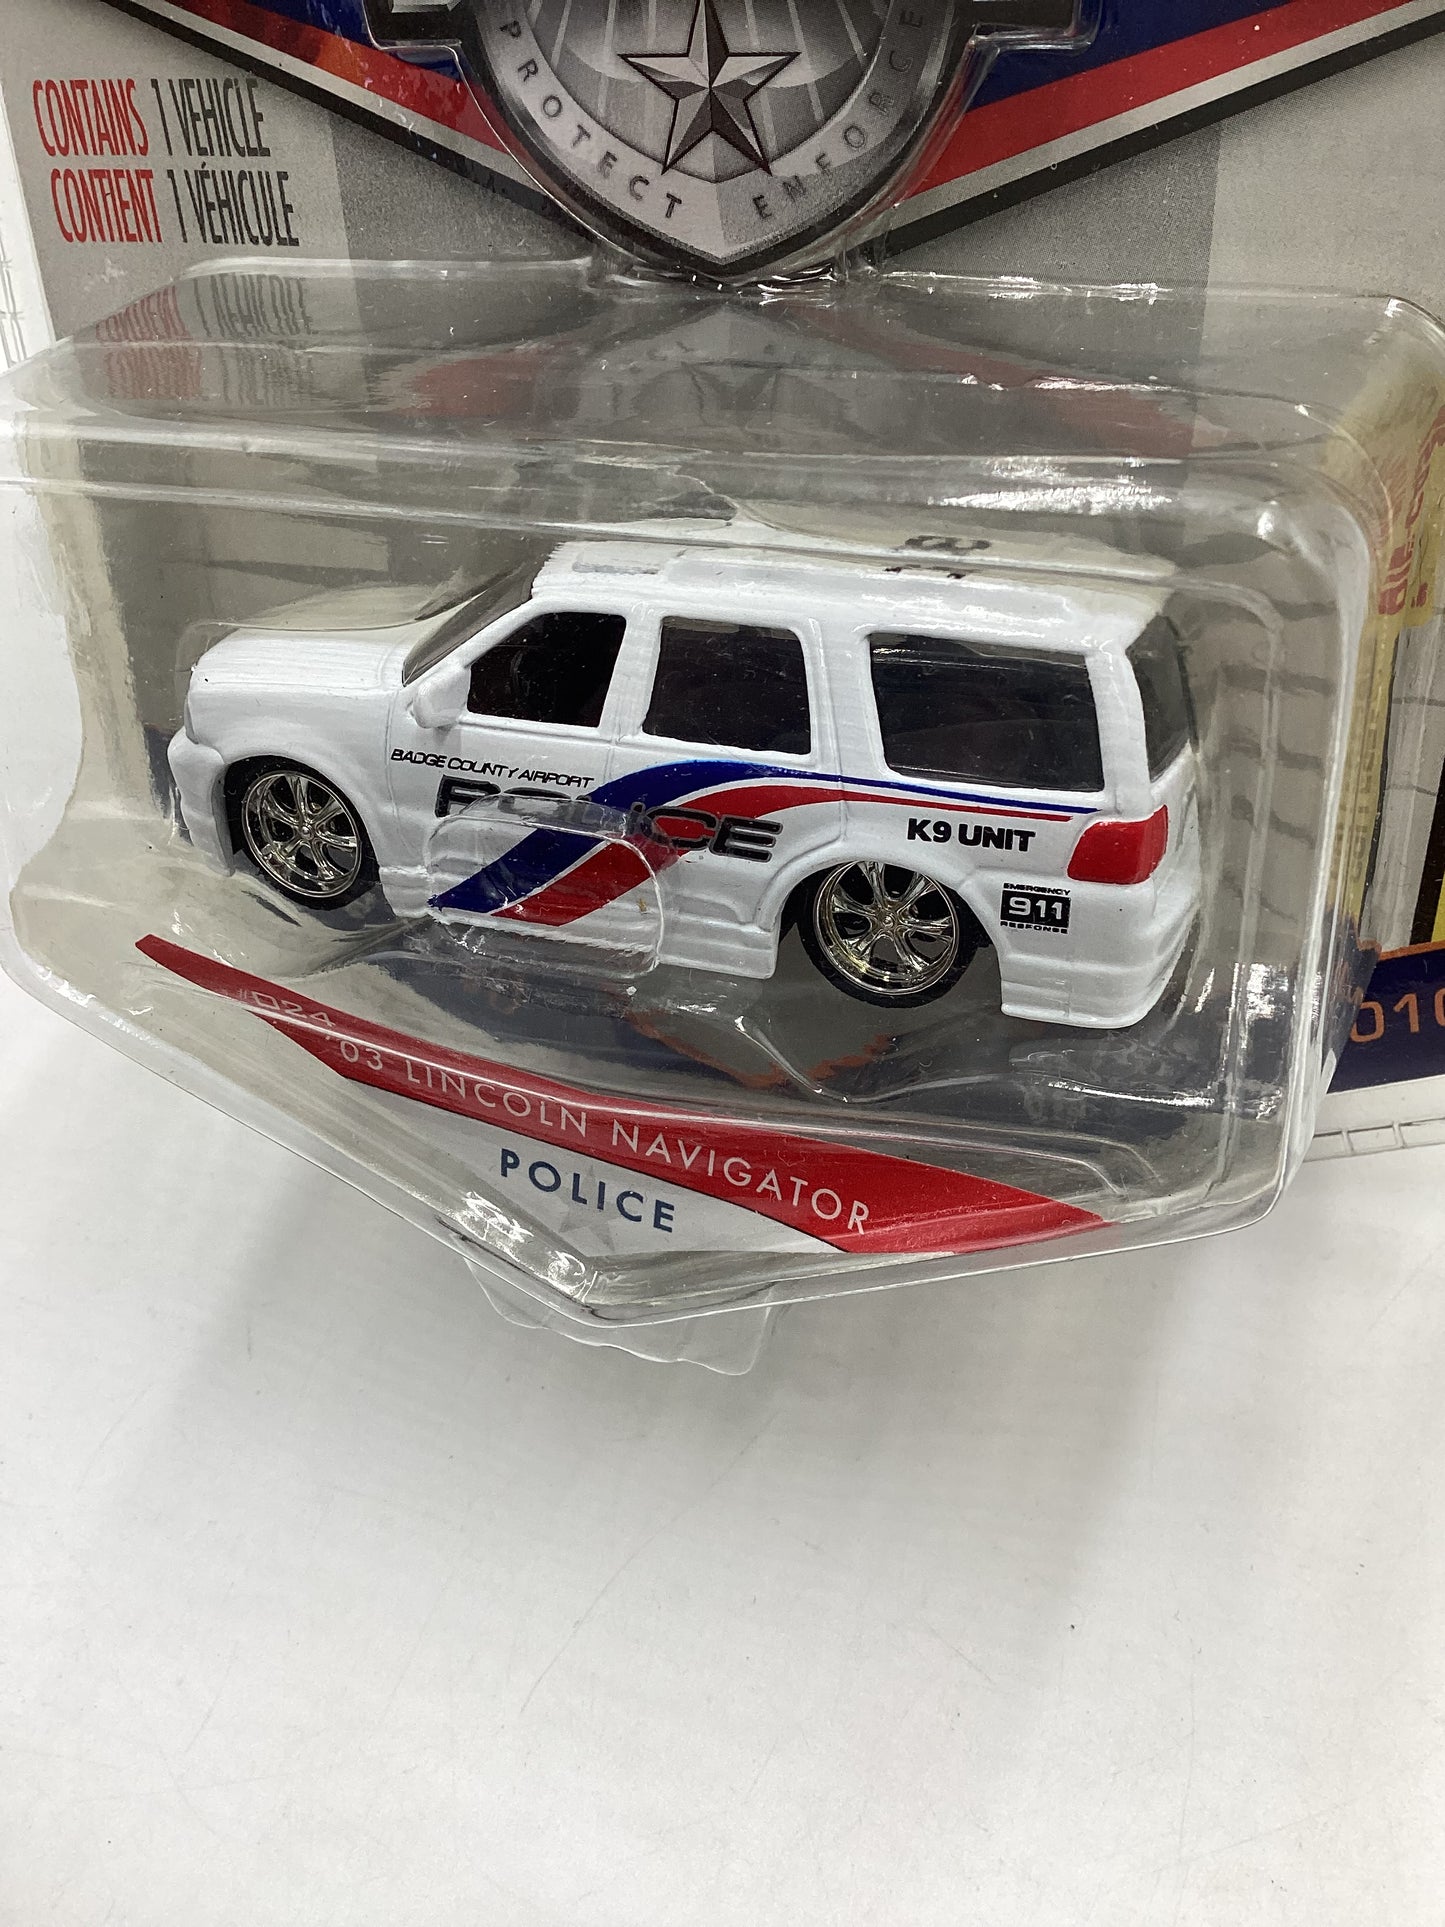 PROTECT ENFORCE
CONTAINS 1 VEHICLE
CONTIENT 1 VÉHICULE
BADGE COUNTY AIRPORT
POLICE
K9 UNIT
EMERGENCY
911
RESPONSE
#024 '03 LINCOLN NAVIGATOR
POLICE